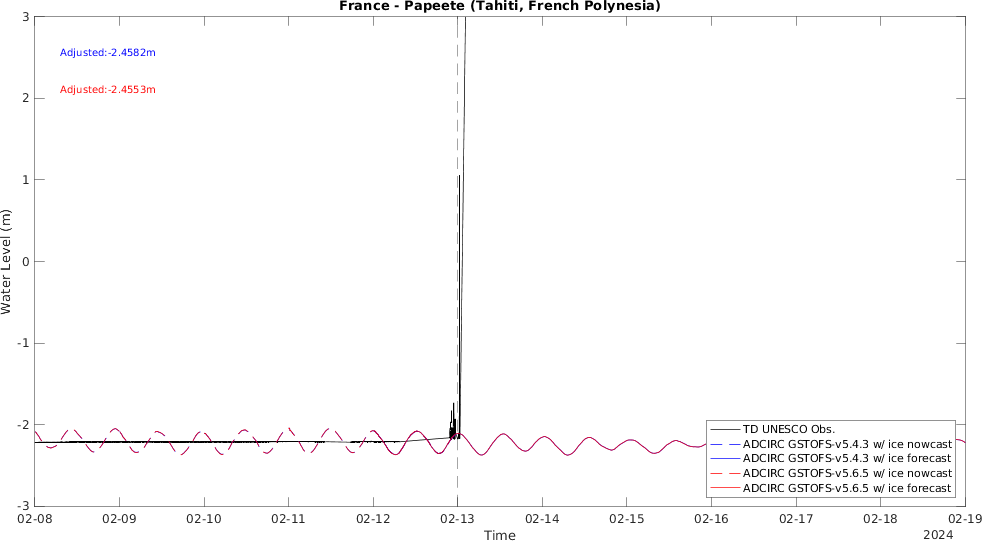 France - Papeete (Tahiti, French Polynesia)
Adjusted:-2.4582m
Adjusted:-2.4553m
Water Level (m)
3
2
1
0
-1
-2
-3
TD UNESCO Obs.
ADCIRC GSTOFS-v5.4.3 w/ ice nowcast
ADCIRC GSTOFS-v5.4.3 w/ ice forecast
ADCIRC GSTOFS-v5.6.5 w/ ice nowcast
ADCIRC GSTOFS-v5.6.5 w/ ice forecast
02-08 02-09 02-10 02-11 02-12 02-13 02-14 02-15 02-16 02-17 02-18 02-19
Time
2024